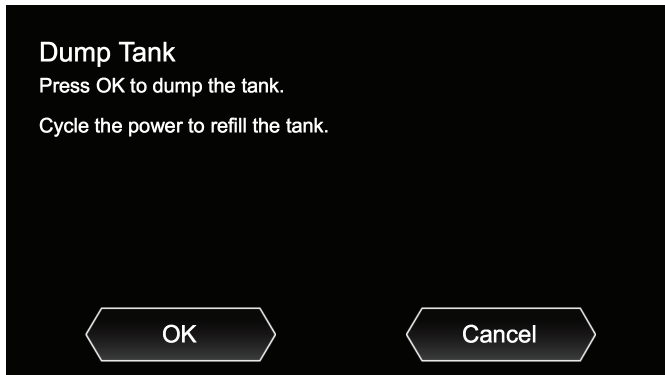 Dump Tank
Press OK to dump the tank.
Cycle the power to refill the tank.
OK
Cancel